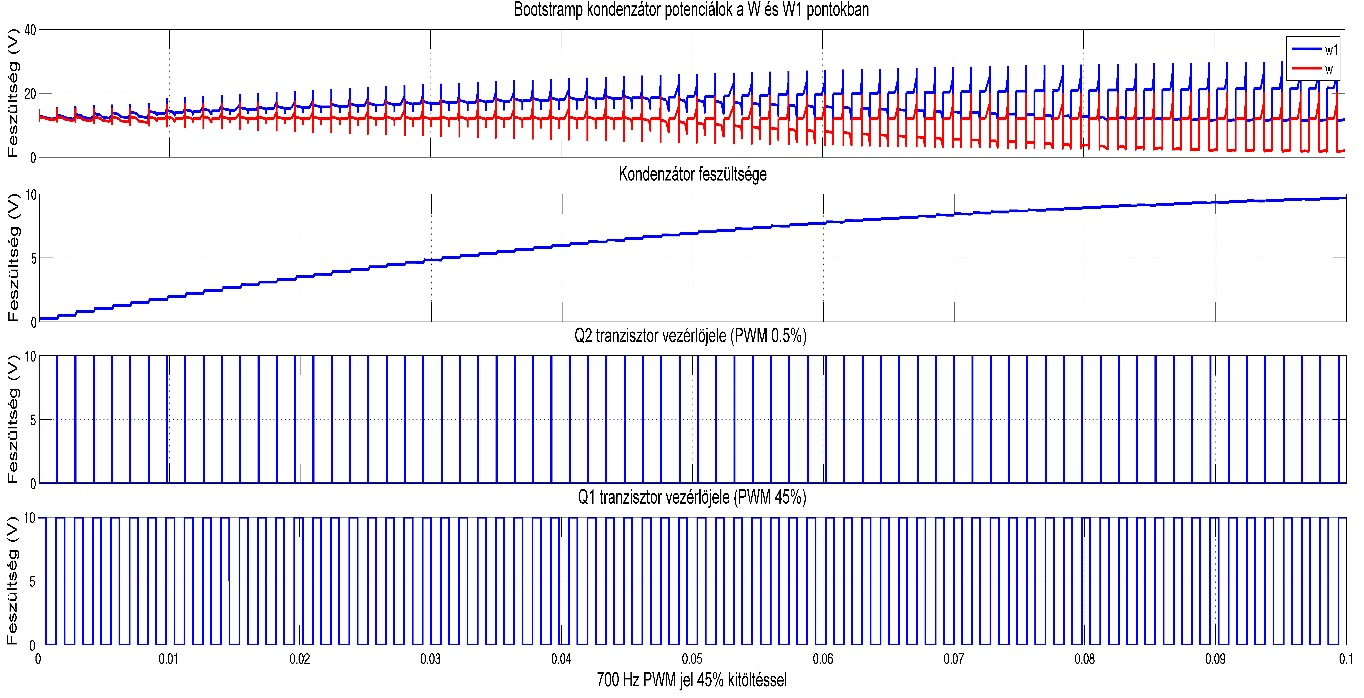 Bootstramp kondenzátor potenciálok a W és W1 pontokban
Feszültség (V)
40
20
0
w1
w
Kondenzátor feszültsége
Feszültség (V)
10
5
0
Q2 tranzisztor vezérlőjele (PWM 0.5%)
Feszültség (V)
10
5
0
Q1 tranzisztor vezérlőjele (PWM 45%)
Feszültség (V)
10
5
0
0 0.01 0.02 0.03 0.04 0.05 0.06 0.07 0.08 0.09 0.1
700 Hz PWM jel 45% kitöltéssel